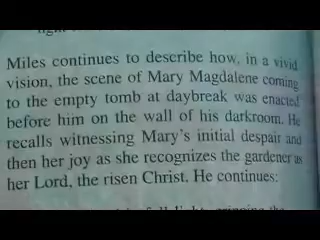 Miles continues to describe how, in a vivid
vision, the scene of Mary Magdalene coming
to the empty tomb at daybreak was enacted
before him on the wall of his darkroom. He
recalls witnessing Mary's initial despair and
then her joy as she recognizes the gardener as
her Lord, the risen Christ. He continues: